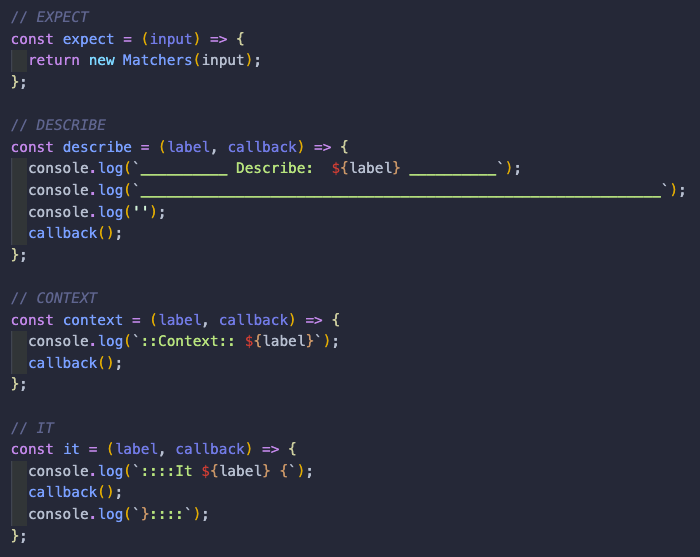 // EXPECT
const expect = (input) => {
  return new Matchers(input);
};

// DESCRIBE
const describe = (label, callback) => {
  console.log(`__________ Describe:  ${label} __________`);
  console.log(`____________________________________________________________`);
  console.log('');
  callback();
};

// CONTEXT
const context = (label, callback) => {
  console.log(`::Context:: ${label}`);
  callback();
};

// IT
const it = (label, callback) => {
  console.log(`::::It ${label} {`);
  callback();
  console.log(`}::::`);
};